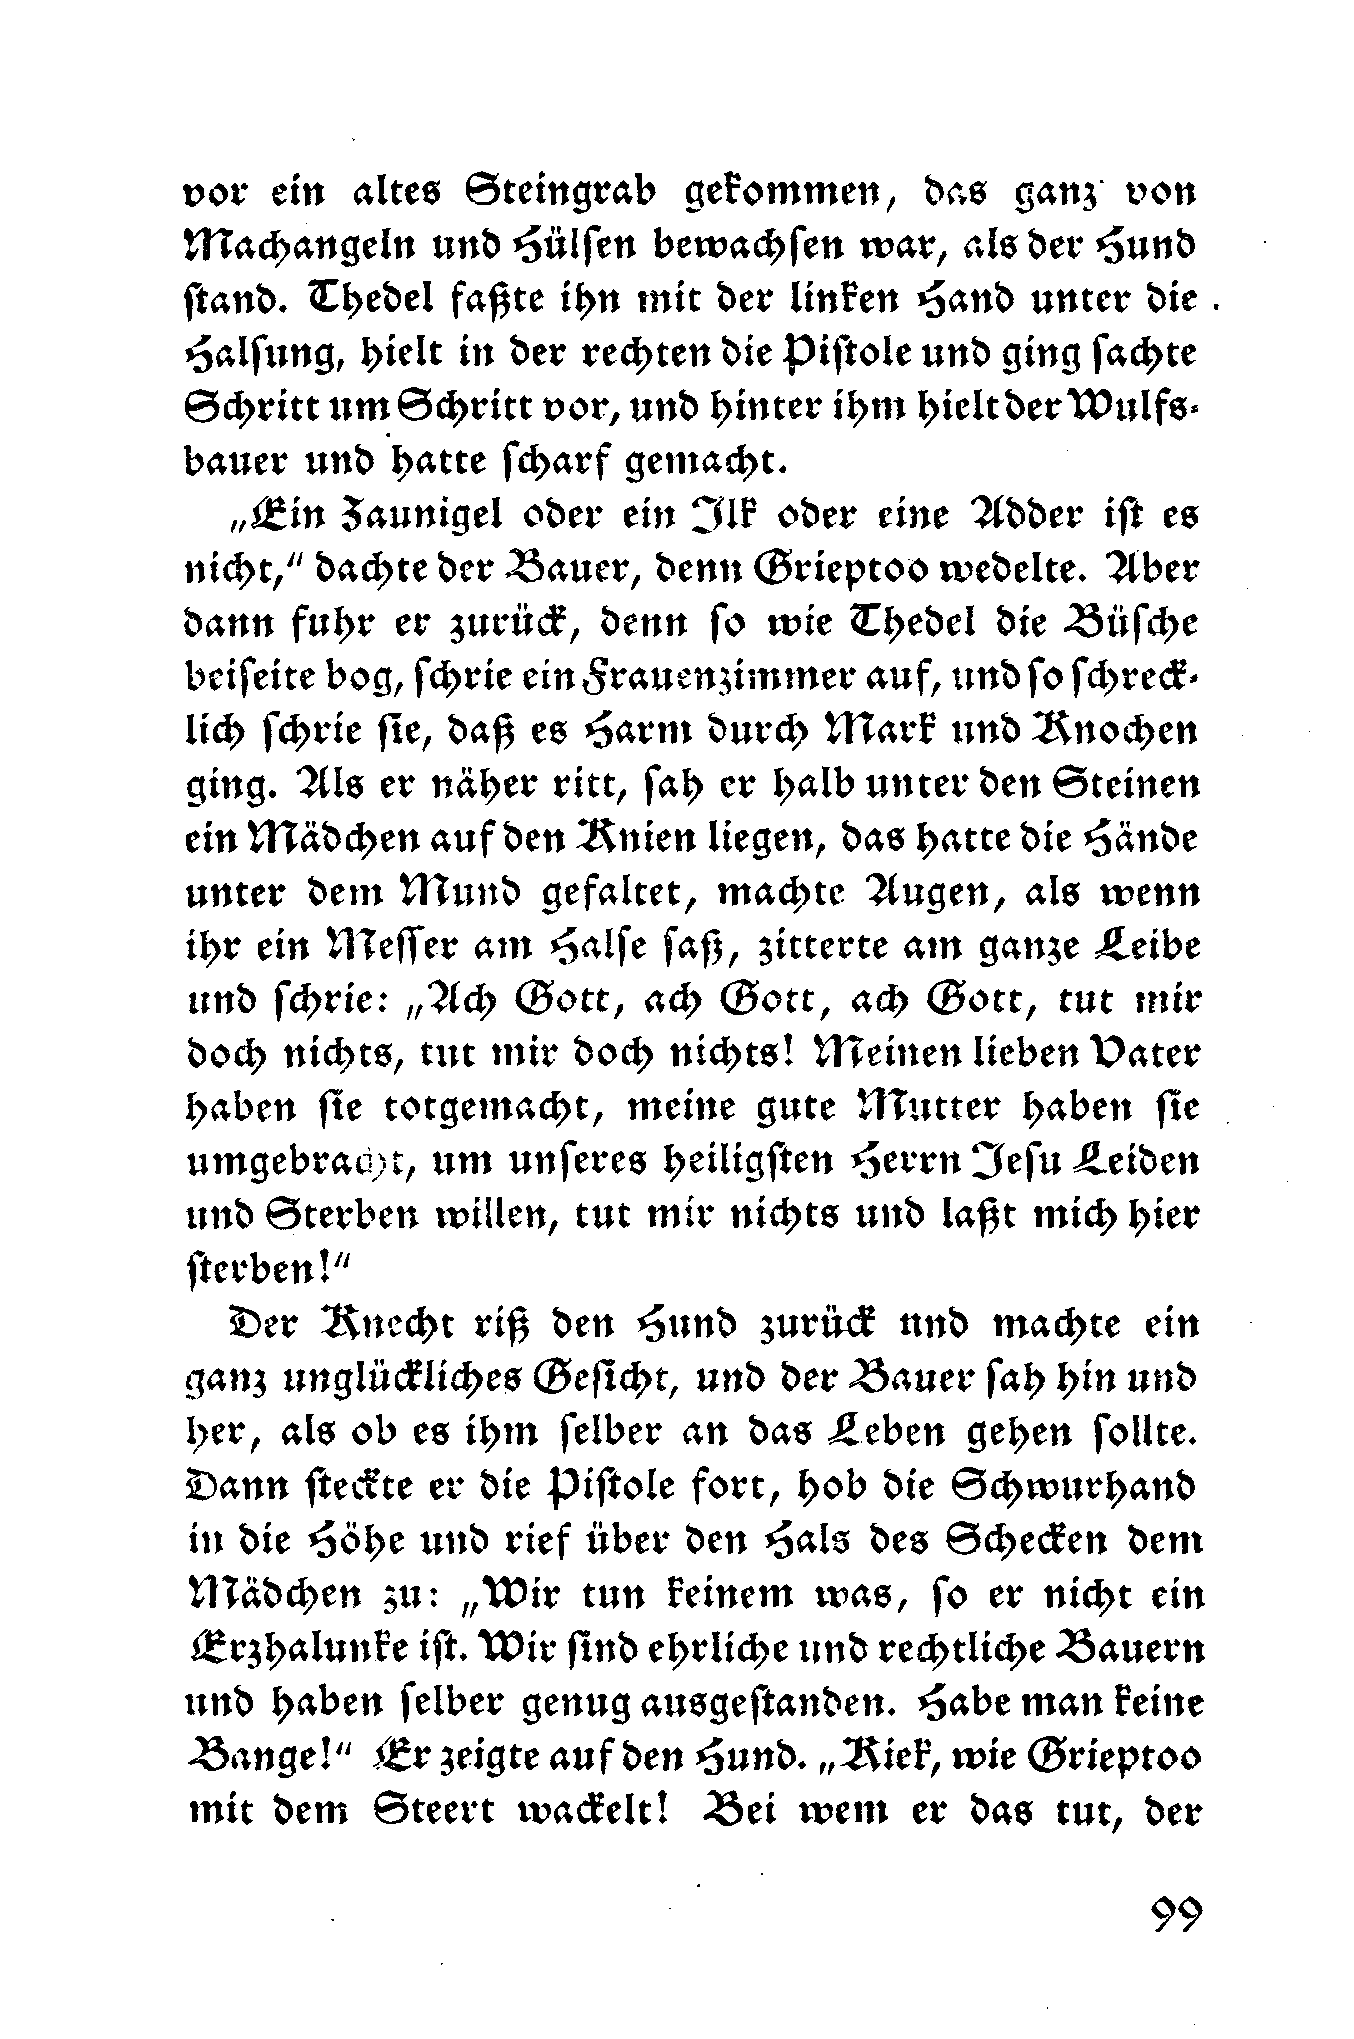 vor ein altes Steingrab gekommen, das ganz von
Machangeln und Hülsen bewachsen war, als der Hund
stand. Thedel faßte ihn mit der linken Hand unter die
Halsung, hielt in der rechten die Pistole und ging sachte
Schritt um Schritt vor, und hinter ihm hielt der Wulfs-
bauer und hatte scharf gemacht.
„Ein Zaunigel oder ein Ilk oder eine Adder ist es
nicht,“ dachte der Bauer, denn Grieptoo wedelte. Aber
dann fuhr er zurück, denn so wie Thedel die Büsche
beiseite bog, schrie ein Frauenzimmer auf, und so schreck-
lich schrie sie, daß es Harm durch Mark und Knochen
ging. Als er näher ritt, sah er halb unter den Steinen
ein Mädchen auf den Knien liegen, das hatte die Hände
unter dem Mund gefaltet, machte Augen, als wenn
ihr ein Messer am Halse saß, zitterte am ganze Leibe
und schrie: „Ach Gott, ach Gott, ach Gott, tut mir
doch nichts, tut mir doch nichts! Meinen lieben Vater
haben sie totgemacht, meine gute Mutter haben sie
umgebracht, um unseres heiligsten Herrn Jesu Leiden
und Sterben willen, tut mir nichts und laßt mich hier
sterben!“
Der Knecht riß den Hund zurück und machte ein
ganz unglückliches Gesicht, und der Bauer sah hin und
her, als ob es ihm selber an das Leben gehen sollte.
Dann steckte er die Pistole fort, hob die Schwurhand
in die Höhe und rief über den Hals des Schecken dem
Mädchen zu: „Wir tun keinem was, so er nicht ein
Erzhalunke ist. Wir sind ehrliche und rechtliche Bauern
und haben selber genug ausgestanden. Habe man keine
Bange!“ Er zeigte auf den Hund. „Kiek, wie Grieptoo
mit dem Steert wackelt! Bei wem er das tut, der
99